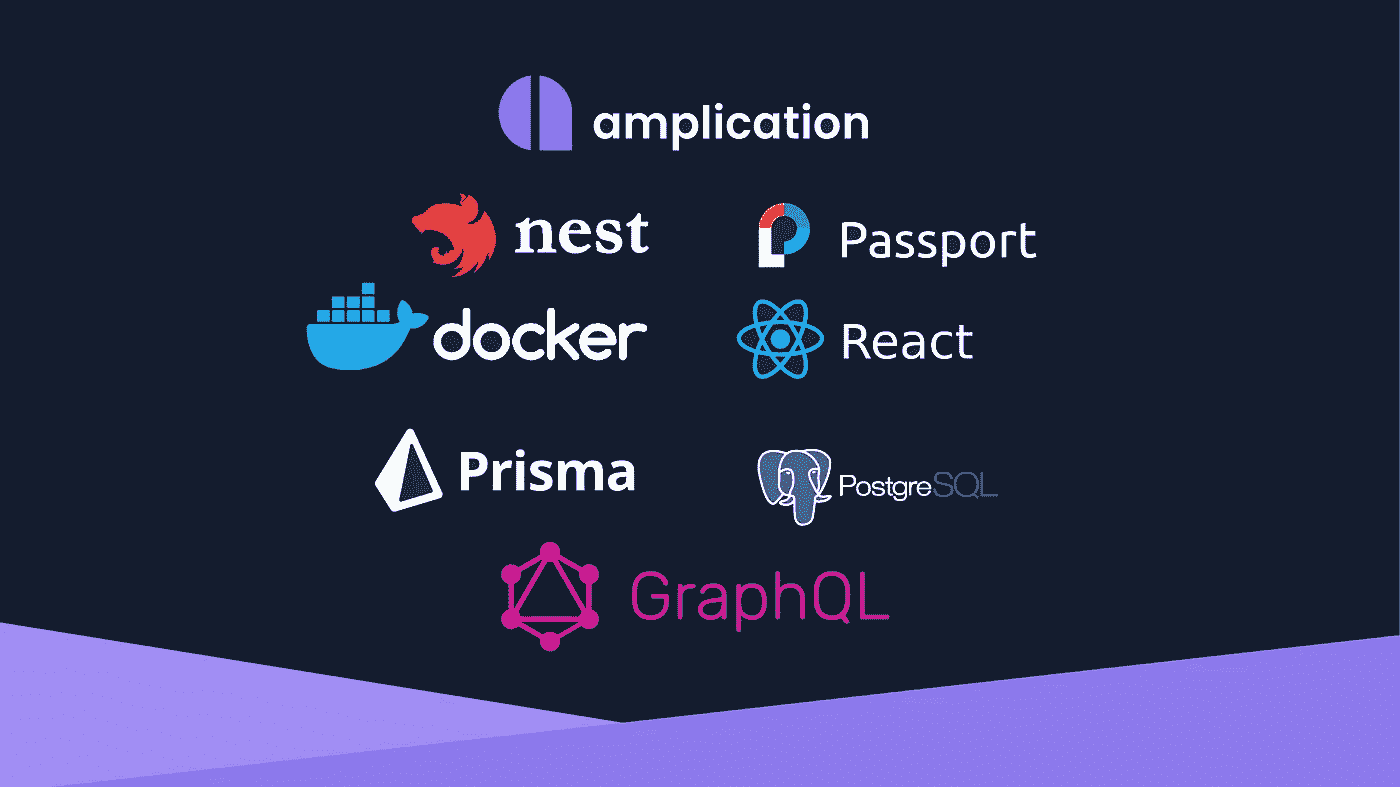 amplication
nest
Passport
docker
React
Prisma
PostgreSQL
GraphQL